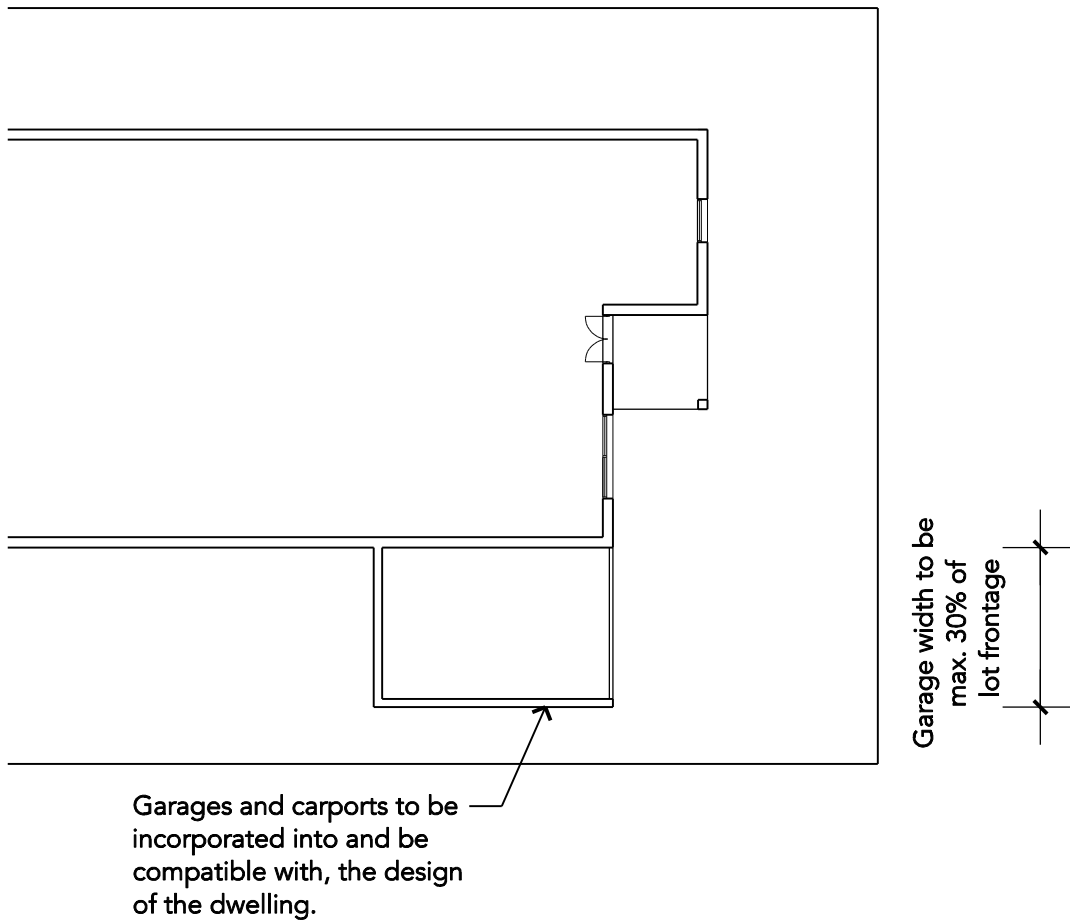 Garage width to be
max. 30% of
lot frontage
Garages and carports to be
incorporated into and be
compatible with, the design
of the dwelling.